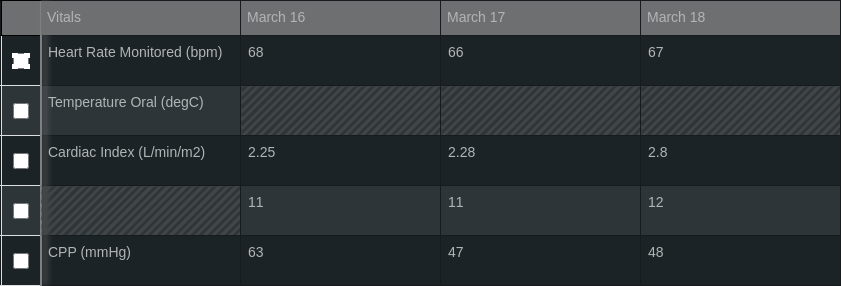 Vitals March 16 March 17 March 18
Heart Rate Monitored (bpm) 68 66 67
Temperature Oral (degC)
Cardiac Index (L/min/m2) 2.25 2.28 2.8
11 11 12
CPP (mmHg) 63 47 48